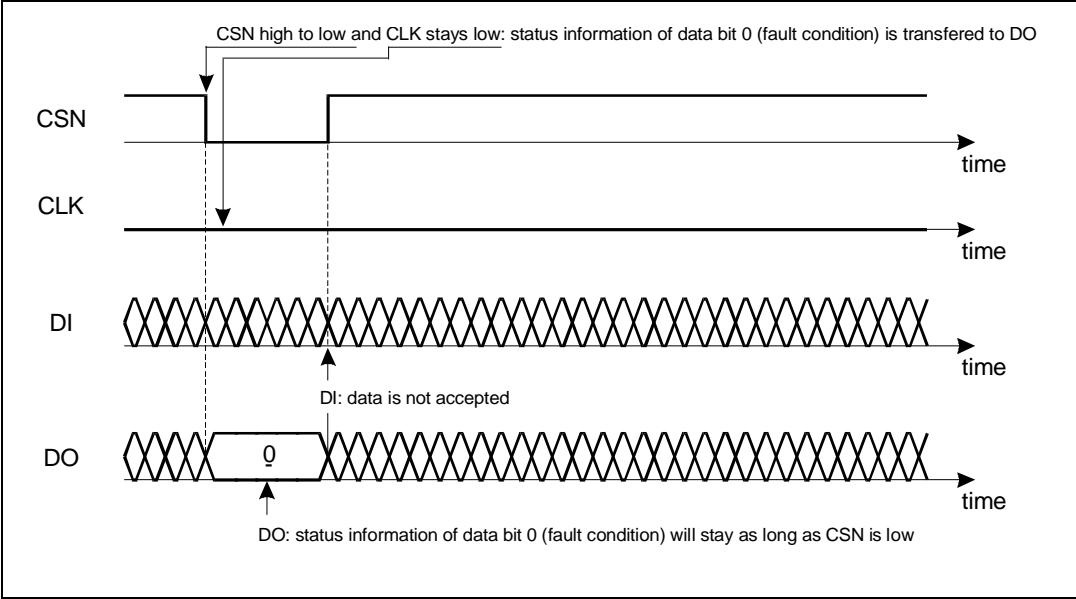 CSN high to low and CLK stays low: status information of data bit 0 (fault condition) is transfered to DO
CSN
time
CLK
time
DI
time
DI: data is not accepted
DO
0
time
DO: status information of data bit 0 (fault condition) will stay as long as CSN is low